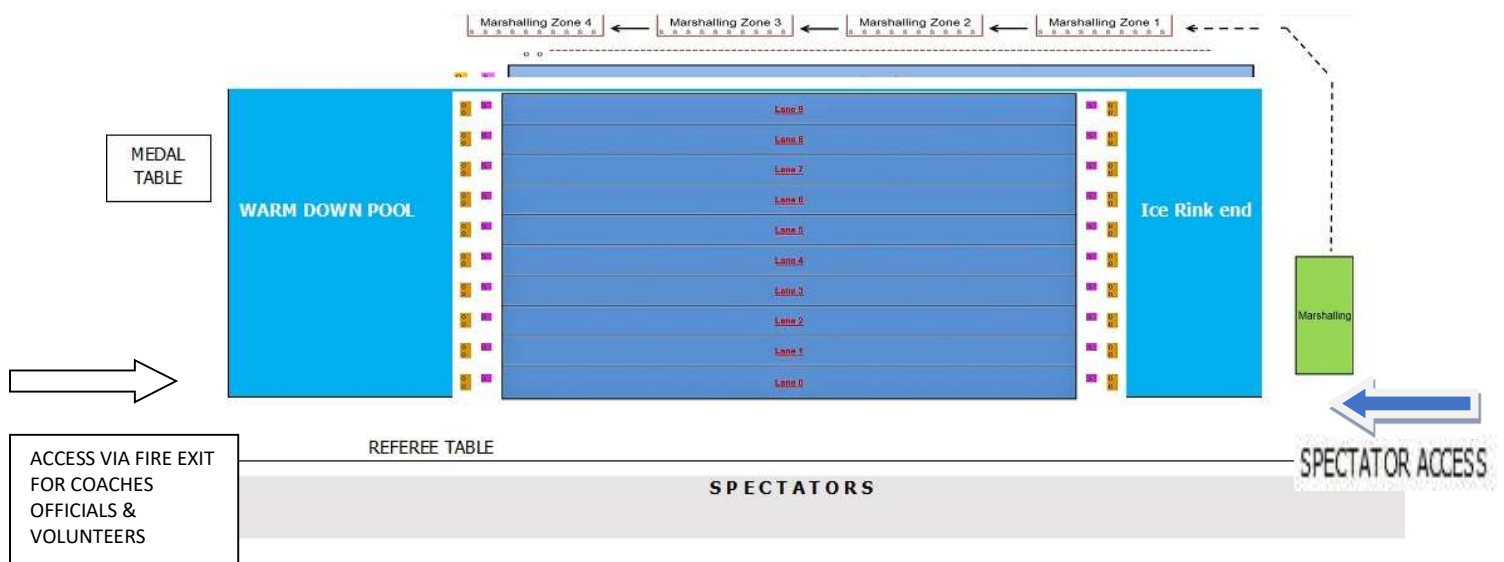 Marshalling Zone 4
Marshalling Zone 3
Marshalling Zone 2
Marshalling Zone 1
MEDAL
TABLE
WARM DOWN POOL
Lane 9
Lane 8
Lane 7
Lane 6
Lane 5
Lane 4
Lane 3
Lane 2
Lane 1
Lane 0
Ice Rink end
Marshalling
ACCESS VIA FIRE EXIT
FOR COACHES
OFFICIALS &
VOLUNTEERS
REFEREE TABLE
SPECTATORS
SPECTATOR ACCESS